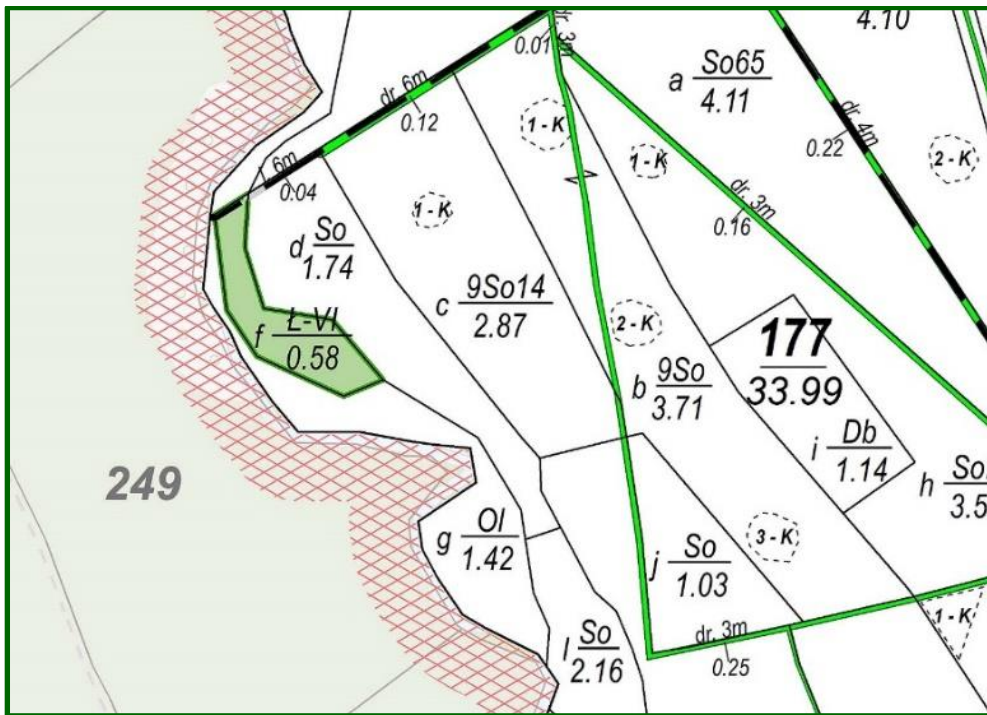 4.10
dr. 3m
0.01
a So65
4.11
dr. 6m
0.12
dr. 4m
0.22
1 - K
1 - K
2 - K
6m
0.04
dr. 3m
0.16
1 - K
d So
1.74
c 9So14
2.87
2 - K
177
33.99
f Ł-VI
0.58
b 9So
3.71
i Db
1.14
h So
3.5
249
g Ol
1.42
3 - K
j So
1.03
l So
2.16
dr. 3m
0.25
1 - K